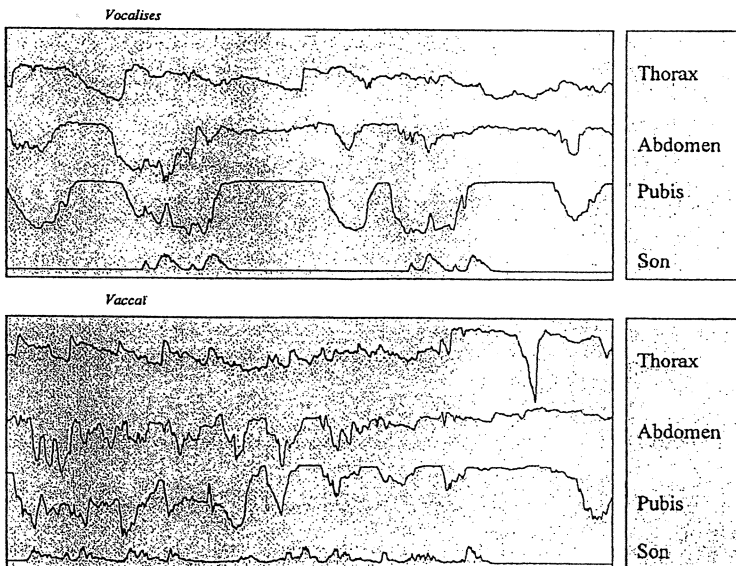 Vocalises
Thorax
Abdomen
Pubis
Son
Vaccaï
Thorax
Abdomen
Pubis
Son